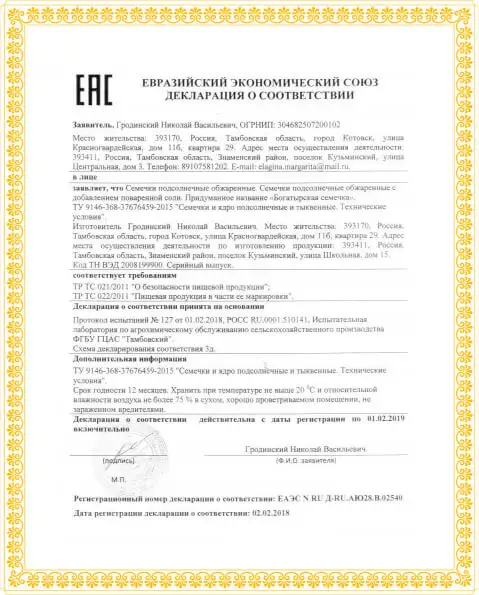 EAC
ЕВРАЗИЙСКИЙ ЭКОНОМИЧЕСКИЙ СОЮЗ
ДЕКЛАРАЦИЯ О СООТВЕТСТВИИ
Заявитель, Гродинский Николай Васильевич, ОГРНИП: 304682507200102
Место жительства: 393170, Россия, Тамбовская область, город Котовск, улица
Красногвардейская, дом 11б, квартира 29. Адрес места осуществления деятельности:
393411, Россия, Тамбовская область, Знаменский район, поселок Кузьминский, улица
Центральная, дом 3. Телефон: 89107581202. E-mail: elagina.margarita@mail.ru.
в лице
заявляет, что Семечки подсолнечные обжаренные. Семечки подсолнечные обжаренные с
добавлением поваренной соли. Придуманное название «Богатырская семечка».
ТУ 9146-368-37676459-2015 "Семечки и ядро подсолнечные и тыквенные. Технические
условия".
Изготовитель Гродинский Николай Васильевич. Место жительства: 393170, Россия,
Тамбовская область, город Котовск, улица Красногвардейская, дом 11б, квартира 29. Адрес
места осуществления деятельности по изготовлению продукции: 393411, Россия,
Тамбовская область, Знаменский район, поселок Кузьминский, улица Школьная, дом 15.
Код ТН ВЭД 2008199900. Серийный выпуск.
соответствует требованиям
ТР ТС 021/2011 "О безопасности пищевой продукции";
ТР ТС 022/2011 "Пищевая продукция в части ее маркировки".
Декларация о соответствии принята на основании
Протокол испытаний № 127 от 01.02.2018, РОСС RU.0001.510141, Испытательная
лаборатория по агрохимическому обслуживанию сельскохозяйственного производства
ФГБУ ГЦАС "Тамбовский".
Схема декларирования соответствия 3д.
Дополнительная информация
ТУ 9146-368-37676459-2015 "Семечки и ядро подсолнечные и тыквенные. Технические
условия".
Срок годности 12 месяцев. Хранить при температуре не выше 20 °С и относительной
влажности воздуха не более 75 % в сухом, хорошо проветриваемом помещении, не
зараженном вредителями.
Декларация о соответствии действительна с даты регистрации по 01.02.2019
включительно
Гродинский Николай Васильевич
(подпись)
(Ф.И.О. заявителя)
М.П.
Регистрационный номер декларации о соответствии: ЕАЭС N RU Д-RU.АЮ28.В.02540
Дата регистрации декларации о соответствии: 02.02.2018